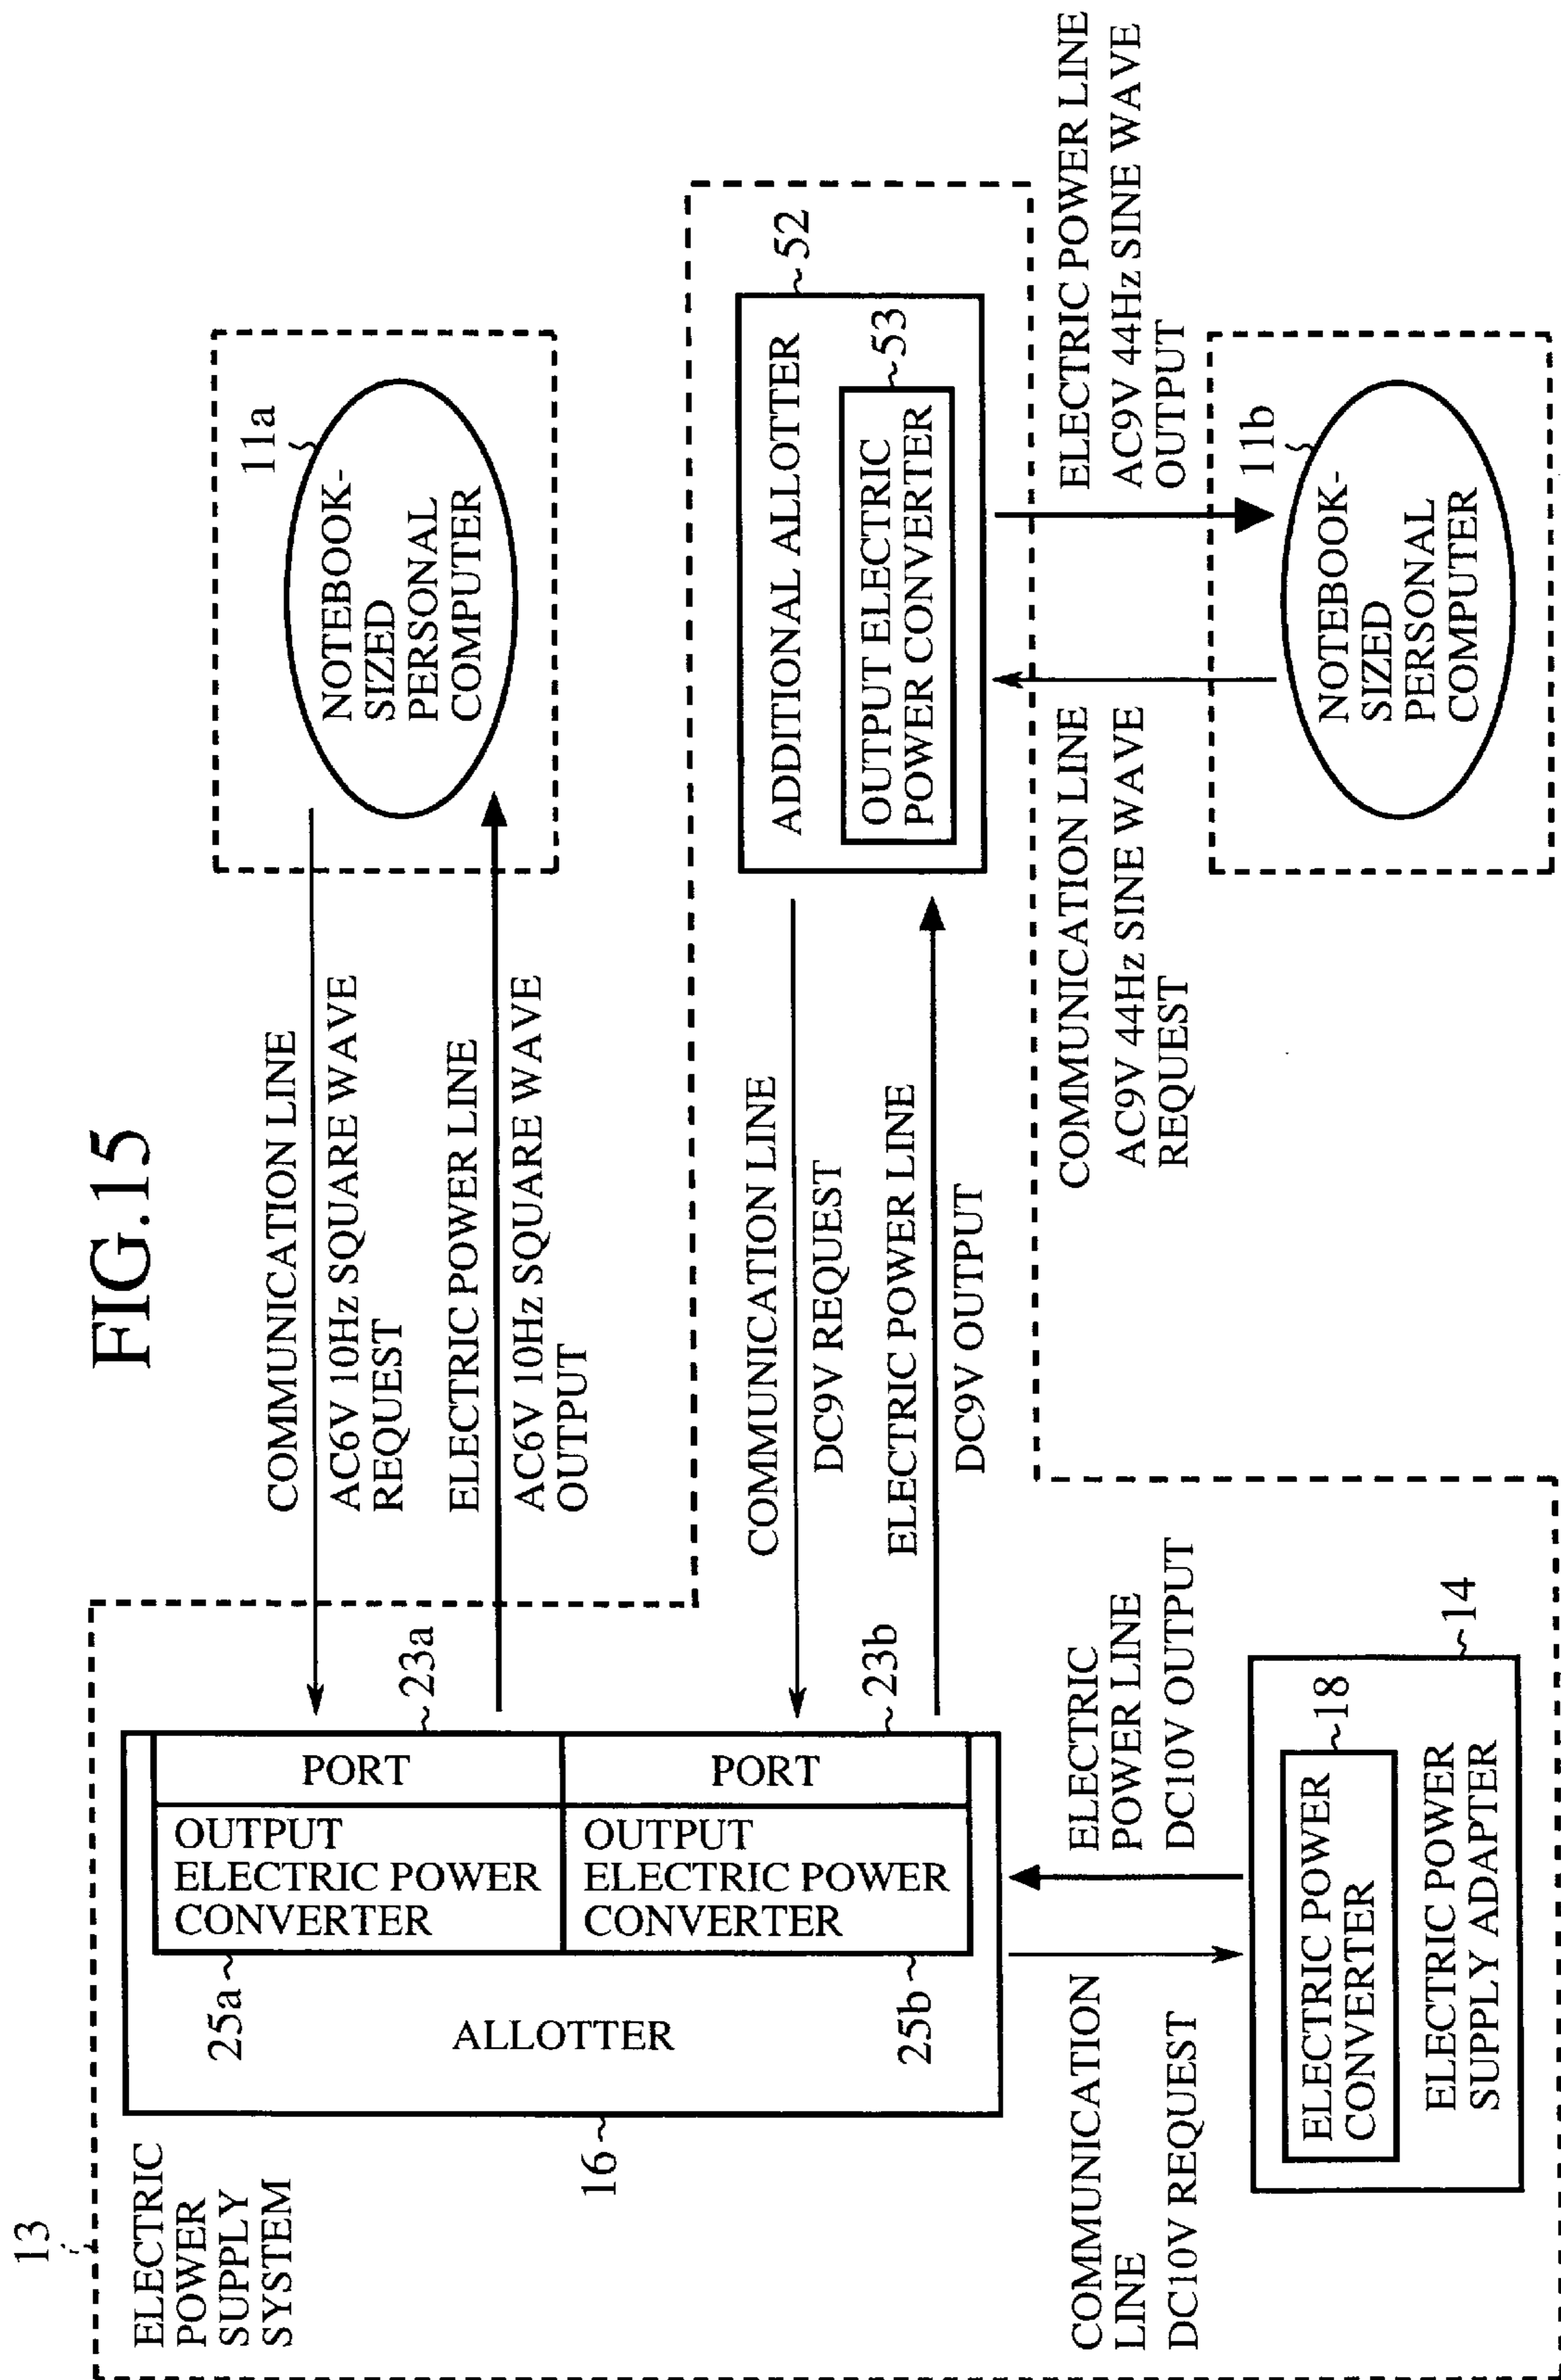 FIG.15
13
ELECTRIC
POWER
SUPPLY
SYSTEM
16
ALLOTTER
25a
25b
OUTPUT
ELECTRIC POWER
CONVERTER
OUTPUT
ELECTRIC POWER
CONVERTER
PORT
PORT
23a
23b
COMMUNICATION LINE
AC6V 10Hz SQUARE WAVE
REQUEST
ELECTRIC POWER LINE
AC6V 10Hz SQUARE WAVE
OUTPUT
11a
NOTEBOOK-
SIZED
PERSONAL
COMPUTER
COMMUNICATION LINE
DC9V REQUEST
ELECTRIC POWER LINE
DC9V OUTPUT
ADDITIONAL ALLOTTER
52
OUTPUT ELECTRIC
POWER CONVERTER
53
COMMUNICATION
LINE
DC10V REQUEST
ELECTRIC
POWER LINE
DC10V OUTPUT
ELECTRIC POWER
CONVERTER
18
ELECTRIC POWER
SUPPLY ADAPTER
14
COMMUNICATION LINE
AC9V 44Hz SINE WAVE
REQUEST
ELECTRIC POWER LINE
AC9V 44Hz SINE WAVE
OUTPUT
11b
NOTEBOOK-
SIZED
PERSONAL
COMPUTER